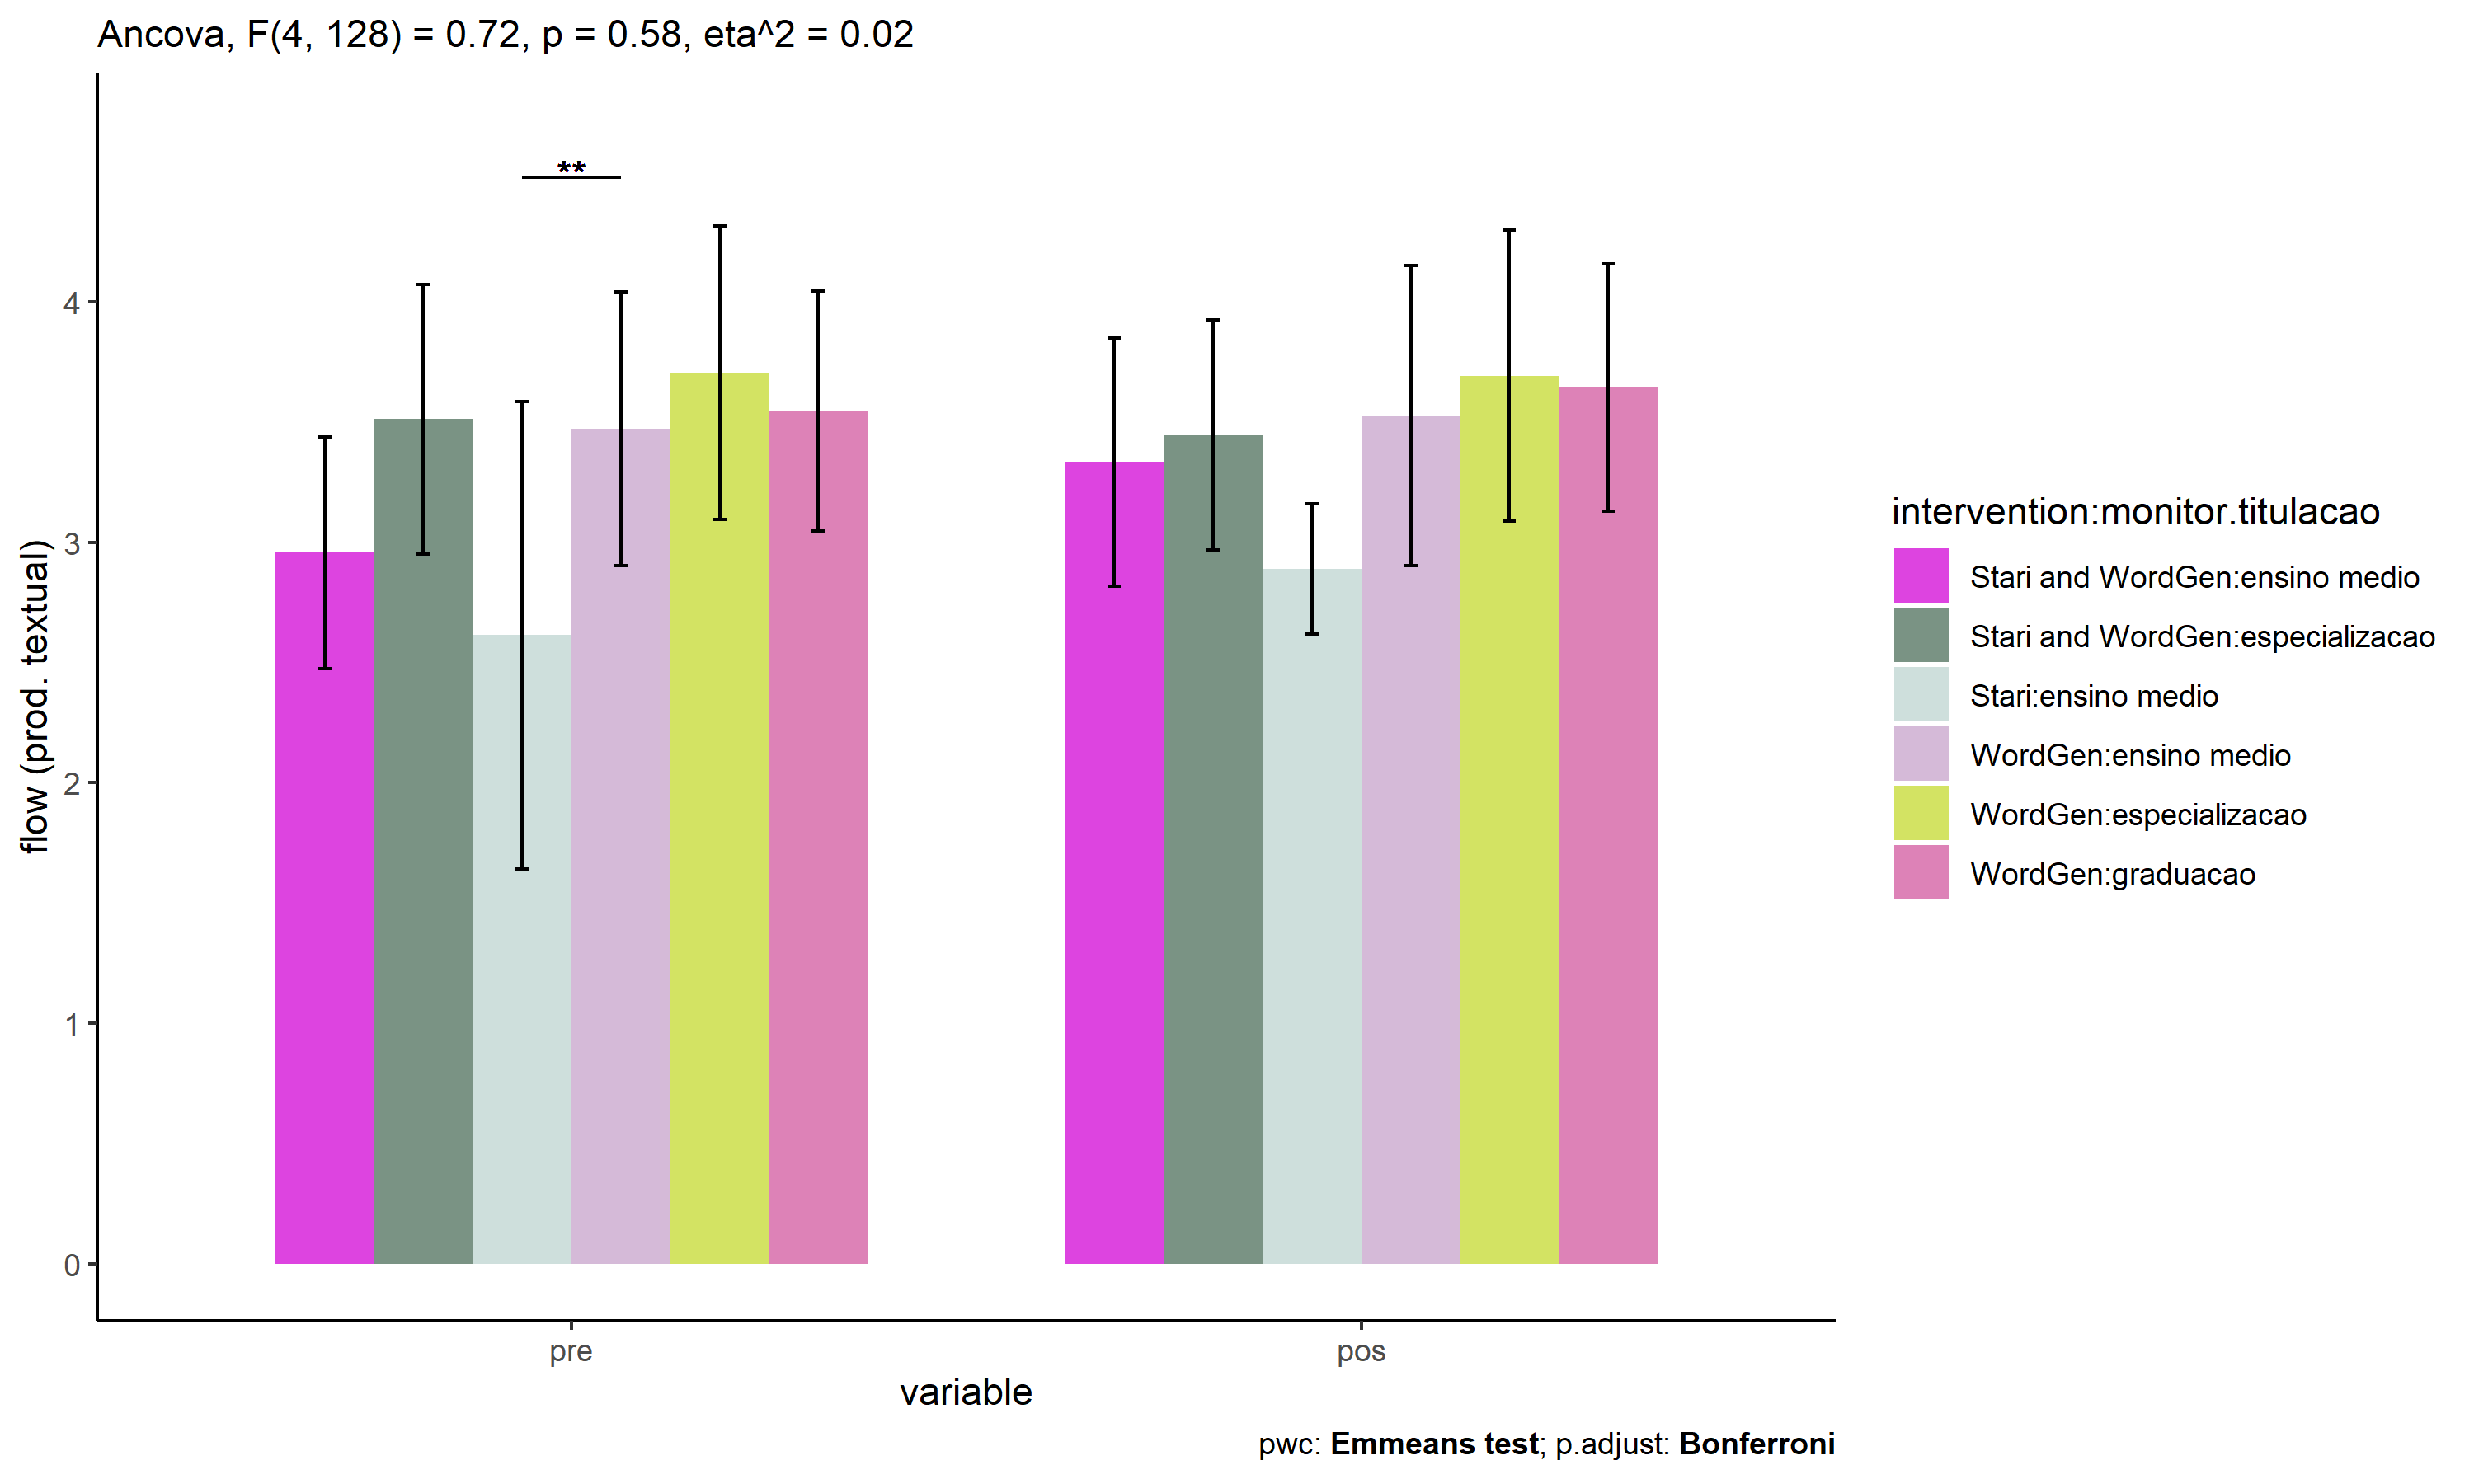 Ancova, F(4, 128) = 0.72, p = 0.58, eta^2 = 0.02
**
flow (prod. textual)
4
3
2
1
0
pre
pos
variable
intervention:monitor.titulacao
Stari and WordGen:ensino medio
Stari and WordGen:especializacao
Stari:ensino medio
WordGen:ensino medio
WordGen:especializacao
WordGen:graduacao
pwc: Emmeans test; p.adjust: Bonferroni